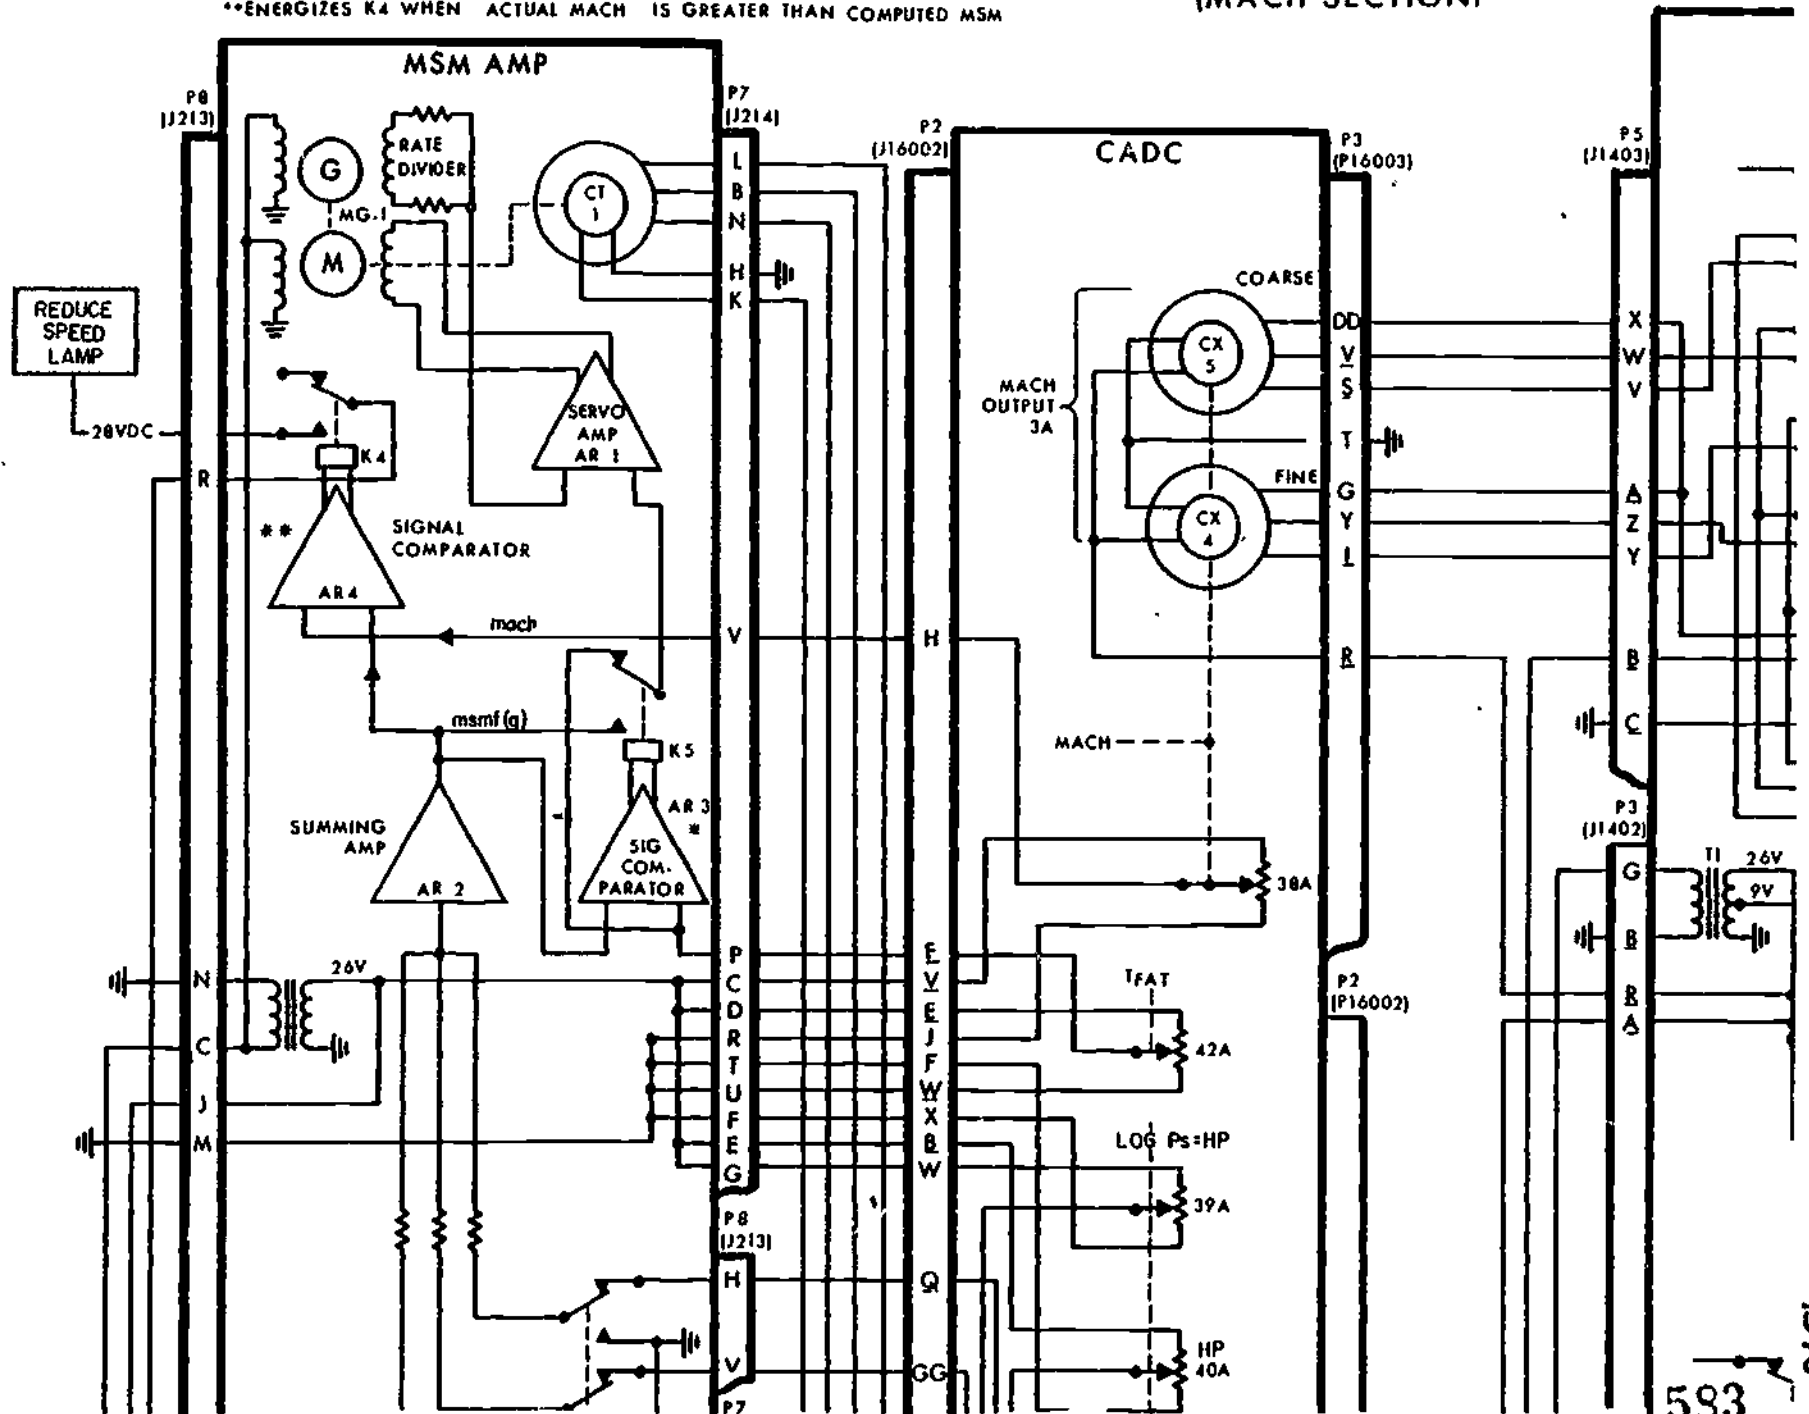 **ENERGIZES K4 WHEN ACTUAL MACH IS GREATER THAN COMPUTED MSM
(MACH SECTION)
MSM AMP
P8
(J213)
P7
(J214)
RATE
DIVIDER
G
MG-1
M
CT
1
L
B
N
H
K
REDUCE
SPEED
LAMP
28VDC
K4
R
SERVO
AMP
AR 1
**
SIGNAL
COMPARATOR
AR4
mach
V
msmf(q)
K5
AR 3
*
SUMMING
AMP
AR 2
SIG
COM-
PARATOR
N
26V
C
J
M
P
C
D
R
T
U
F
E
G
P8
(J213)
H
V
P7
P2
(J16002)
CADC
P3
(P16003)
COARSE
CX
5
MACH
OUTPUT
3A
FINE
CX
4
DD
V
S
T
G
Y
I
R
H
MACH
38A
E
V
E
J
F
W
X
B
W
Q
GG
TFAT
42A
LOG Ps=HP
39A
HP
40A
P2
(P16002)
P5
(J1403)
X
W
V
A
Z
Y
B
C
P3
(J1402)
G
T1
26V
9V
B
R
A
583